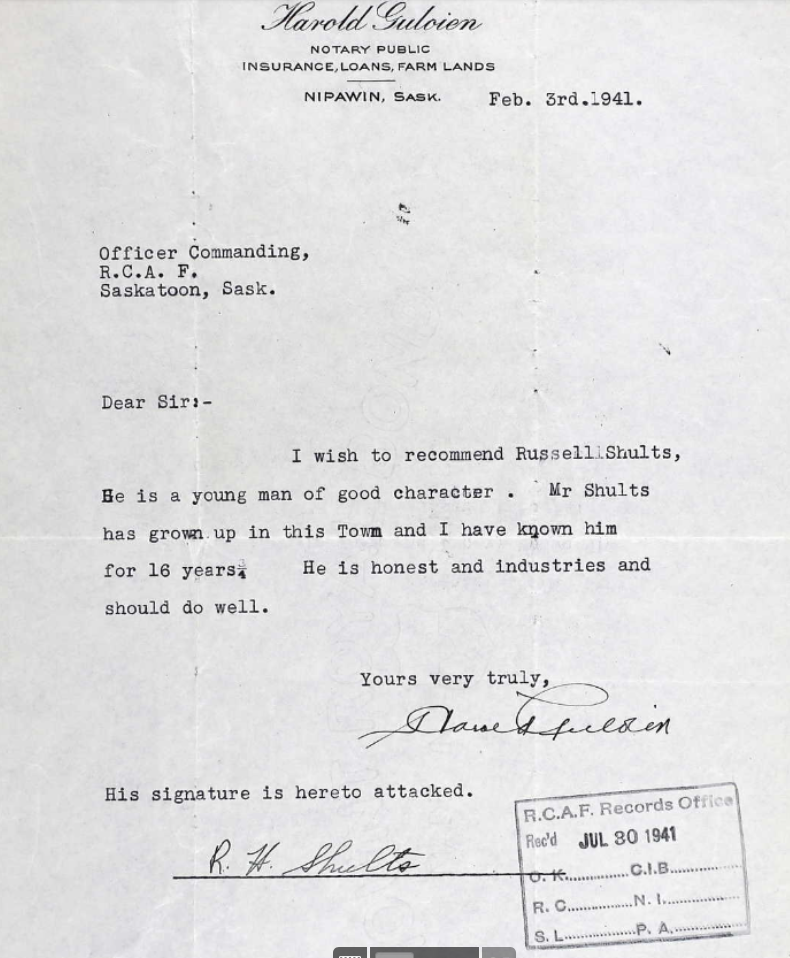 Harold Guloien
NOTARY PUBLIC
INSURANCE, LOANS, FARM LANDS
NIPAWIN, SASK. Feb. 3rd.1941.
Officer Commanding,
R.C.A. F.
Saskatoon, Sask.
Dear Sir:-
I wish to recommend Russell Shults,
He is a young man of good character . Mr Shults
has grown up in this Town and I have known him
for 16 years. He is honest and industries and
should do well.
Yours very truly,
Harold Guloien
His signature is hereto attacked.
R. H. Shults
R.C.A.F. Records Office
Rec'd JUL 30 1941
O. K..............C.I.B..............
R. C..............N. I..............
S. L..............P. A..............